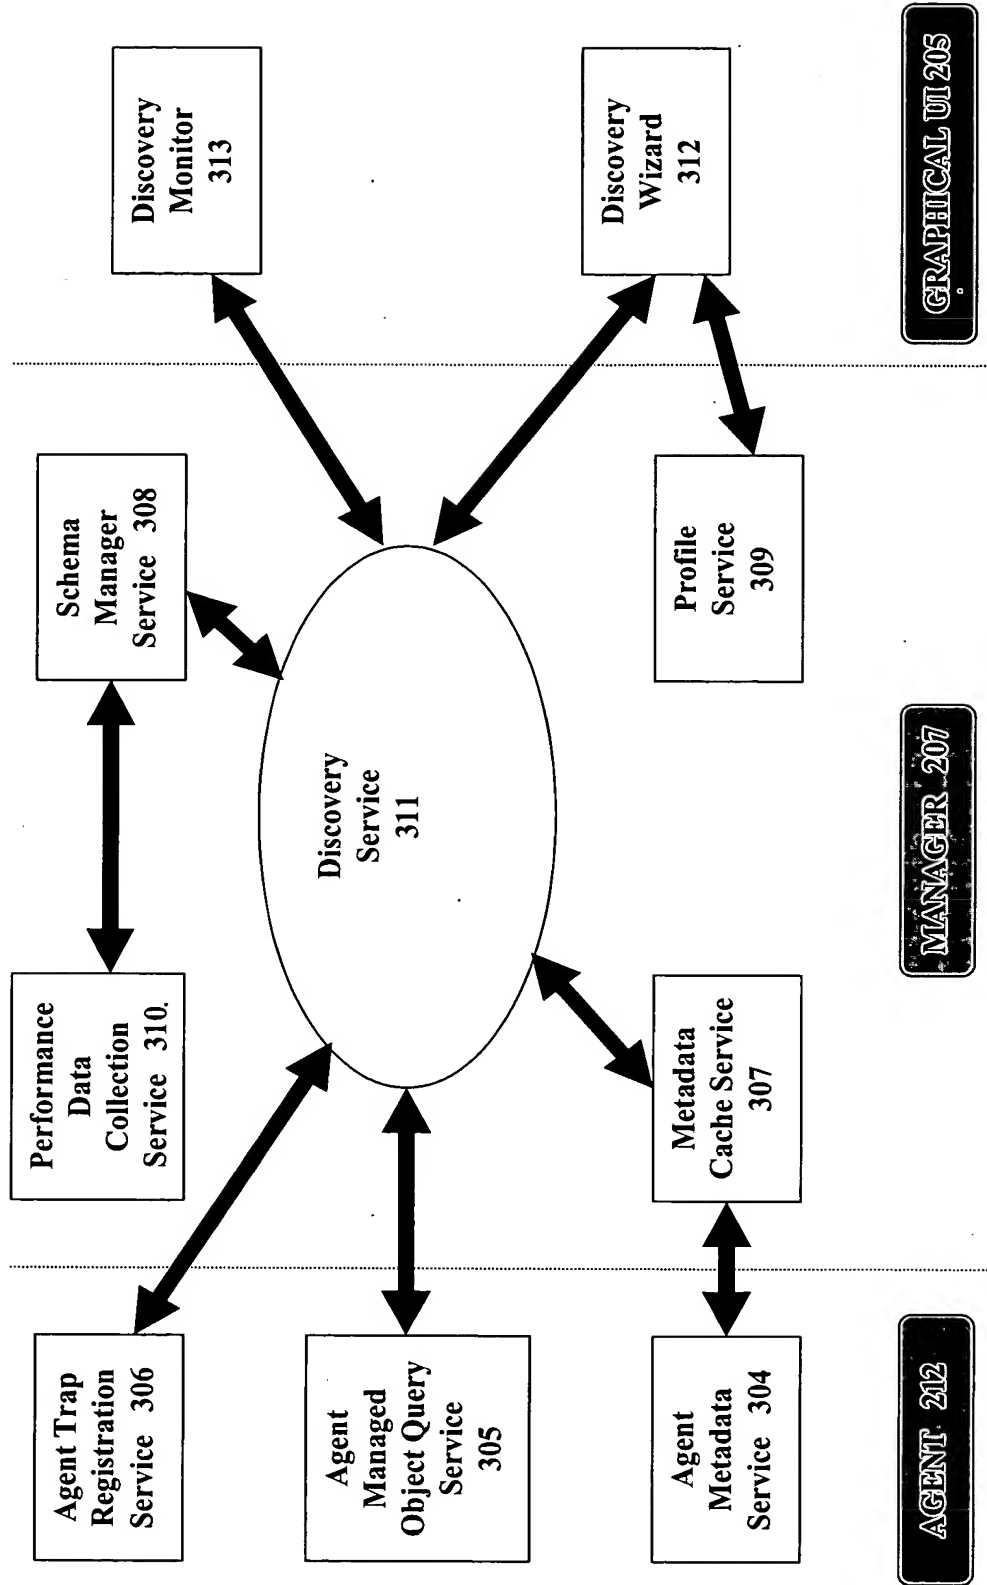 Agent Trap
Registration
Service 306
Agent
Managed
Object Query
Service
305
Agent
Metadata
Service 304
AGENT 212
Performance
Data
Collection
Service 310.
Schema
Manager
Service 308
Discovery
Service
311
Metadata
Cache Service
307
Profile
Service
309
MANAGER 207
Discovery
Monitor
313
Discovery
Wizard
312
GRAPHICAL UI 205